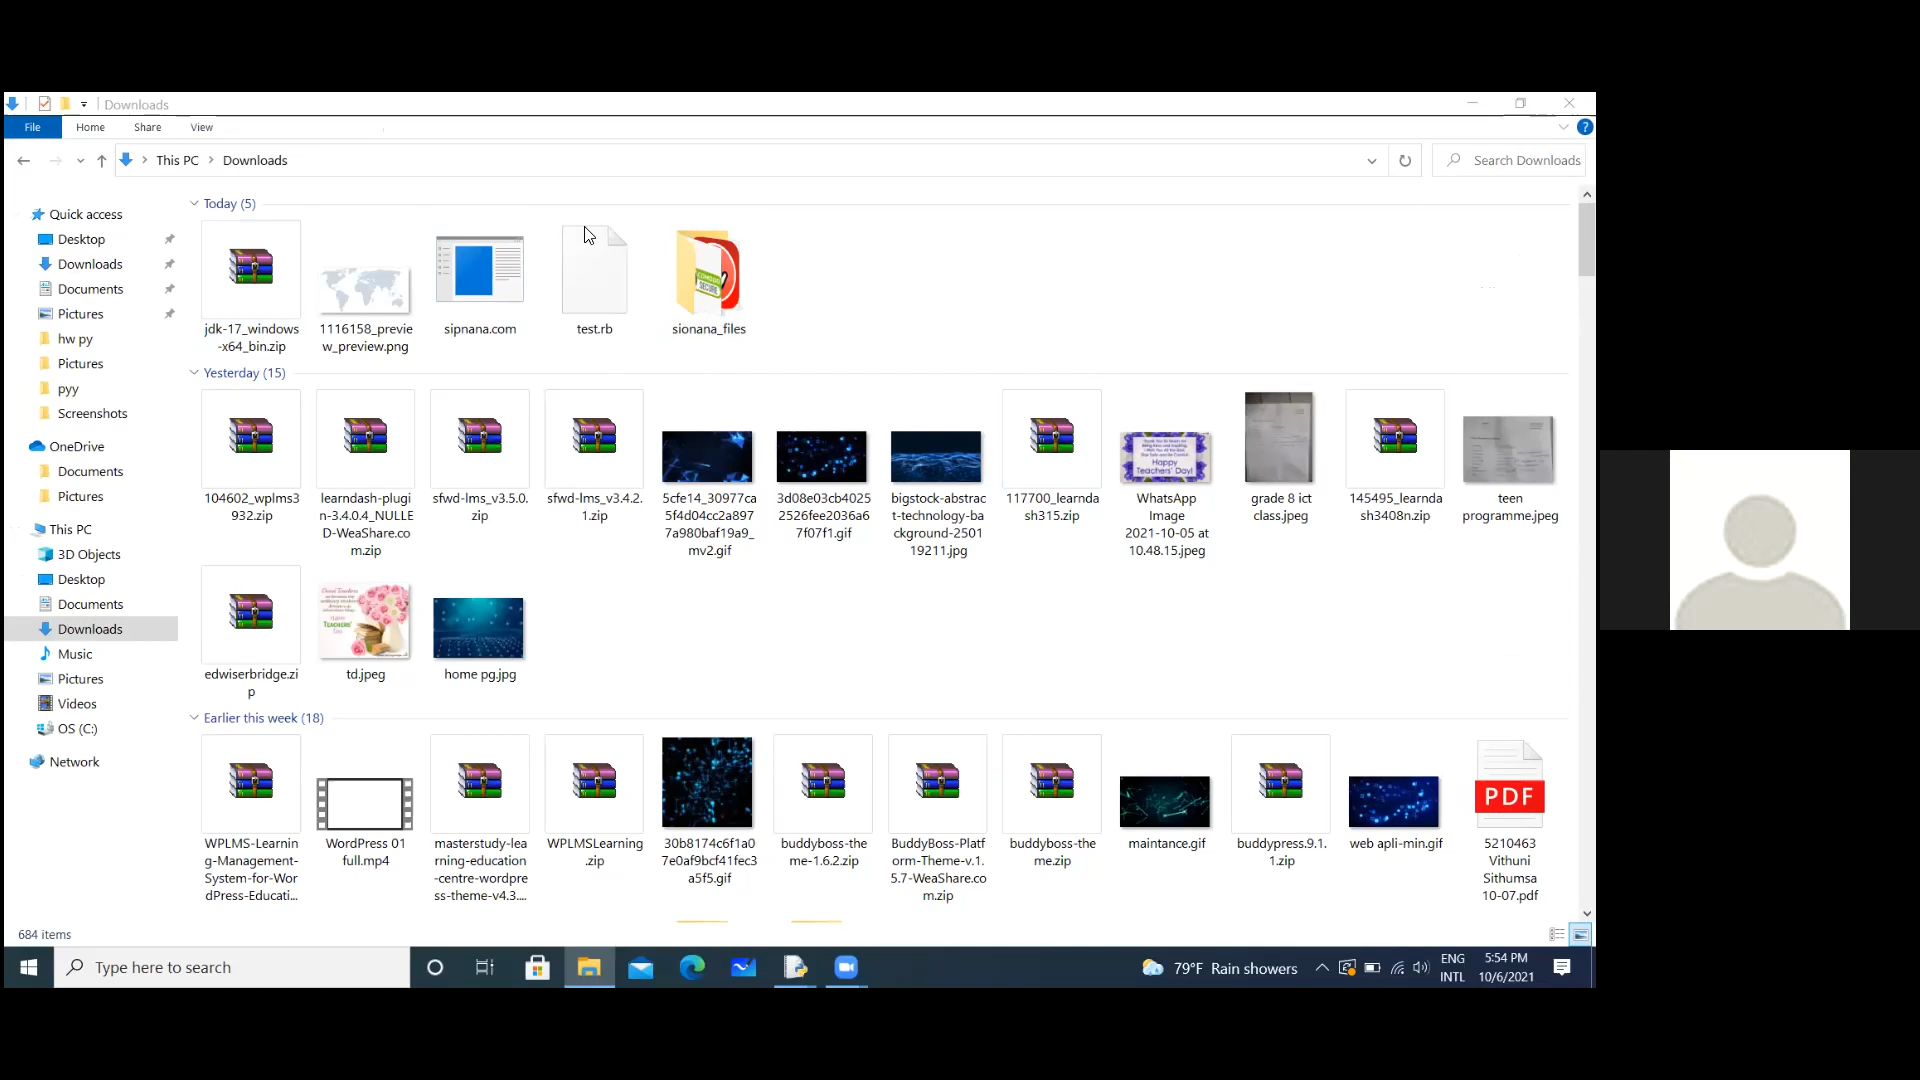 Downloads
File Home Share View
This PC > Downloads
Search Downloads
Quick access
Desktop
Downloads
Documents
Pictures
hw py
Pictures
pyy
Screenshots
OneDrive
Documents
Pictures
This PC
3D Objects
Desktop
Documents
Downloads
Music
Pictures
Videos
OS (C:)
Network
Today (5)
jdk-17_windows
-x64_bin.zip
1116158_previe
w_preview.png
sipnana.com
test.rb
sionana_files
Yesterday (15)
104602_wplms3
932.zip
learndash-plugi
n-3.4.0.4_NULLE
D-WeaShare.co
m.zip
sfwd-lms_v3.5.0.
zip
sfwd-lms_v3.4.2.
1.zip
5cfe14_30977ca
5f4d04cc2a897
7a980baf19a9_
mv2.gif
3d08e03cb4025
2526fee2036a6
7f07f1.gif
bigstock-abstrac
t-technology-ba
ckground-2501
19211.jpg
117700_learnda
sh315.zip
Happy
Teachers' Day!
WhatsApp
Image
2021-10-05 at
10.48.15.jpeg
grade 8 ict
class.jpeg
145495_learnda
sh3408n.zip
teen
programme.jpeg
edwiserbridge.zi
p
td.jpeg
home pg.jpg
Earlier this week (18)
WPLMS-Learnin
g-Management-
System-for-Wor
dPress-Educati...
WordPress 01
full.mp4
masterstudy-lea
rning-education
-centre-wordpre
ss-theme-v4.3....
WPLMSLearning
.zip
30b8174c6f1a0
7e0af9bcf41fec3
a5f5.gif
buddyboss-the
me-1.6.2.zip
BuddyBoss-Platf
orm-Theme-v.1.
5.7-WeaShare.co
m.zip
buddyboss-the
me.zip
maintance.gif
buddypress.9.1.
1.zip
web apli-min.gif
PDF
5210463
Vithuni
Sithumsa
10-07.pdf
684 items
Type here to search
79°F Rain showers
ENG
INTL
5:54 PM
10/6/2021